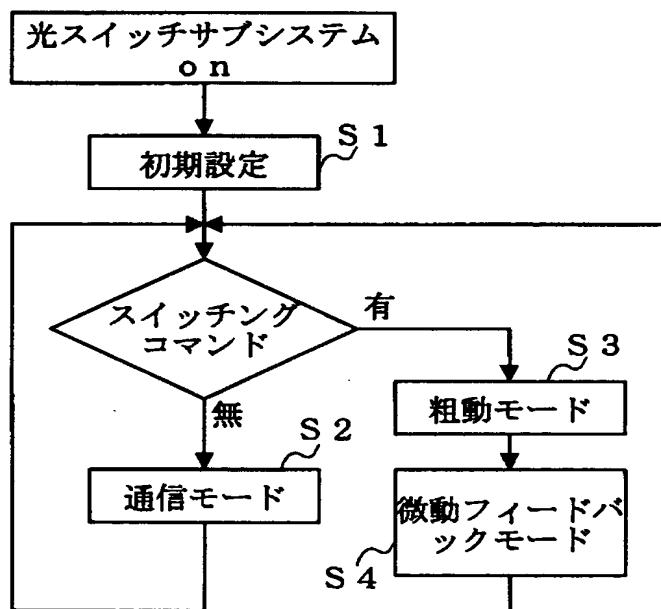 光スイッチサブシステム
ｏｎ
Ｓ１
初期設定
スイッチング
コマンド
有
無
Ｓ３
粗動モード
Ｓ２
通信モード
微動フィードバ
ックモード
Ｓ４